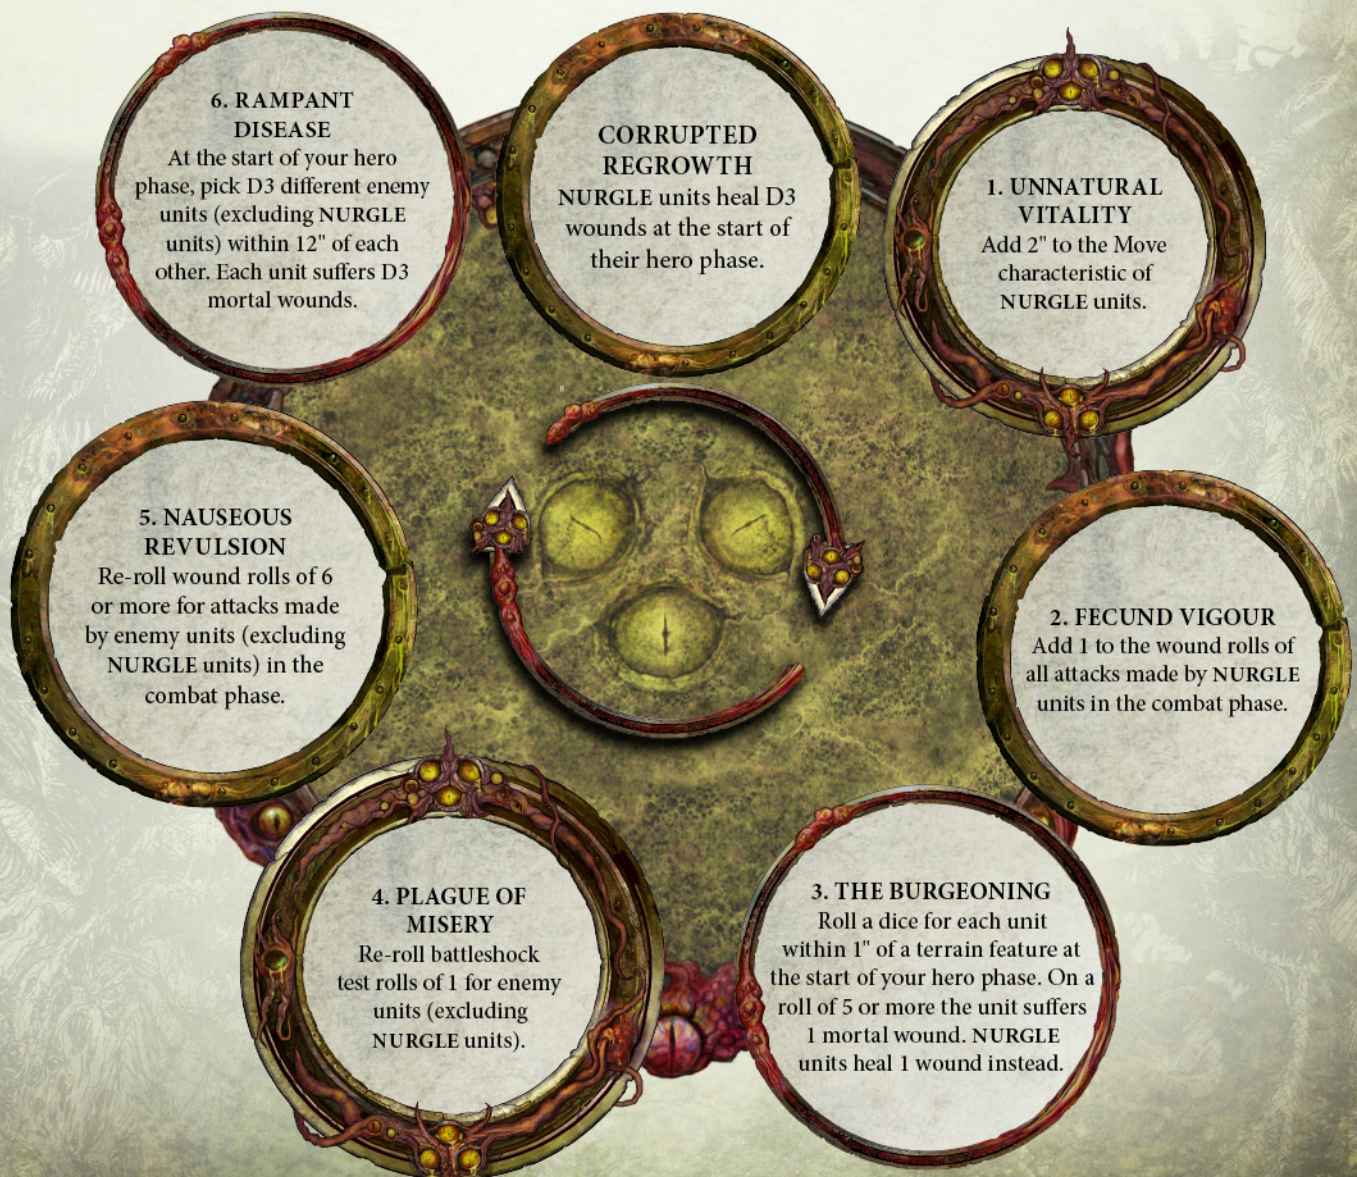 6. RAMPANT
DISEASE
At the start of your hero
phase, pick D3 different enemy
units (excluding NURGLE
units) within 12" of each
other. Each unit suffers D3
mortal wounds.
CORRUPTED
REGROWTH
NURGLE units heal D3
wounds at the start of
their hero phase.
1. UNNATURAL
VITALITY
Add 2" to the Move
characteristic of
NURGLE units.
5. NAUSEOUS
REVULSION
Re-roll wound rolls of 6
or more for attacks made
by enemy units (excluding
NURGLE units) in the
combat phase.
2. FECUND VIGOUR
Add 1 to the wound rolls of
all attacks made by NURGLE
units in the combat phase.
4. PLAGUE OF
MISERY
Re-roll battleshock
test rolls of 1 for enemy
units (excluding
NURGLE units).
3. THE BURGEONING
Roll a dice for each unit
within 1" of a terrain feature at
the start of your hero phase. On a
roll of 5 or more the unit suffers
1 mortal wound. NURGLE
units heal 1 wound instead.